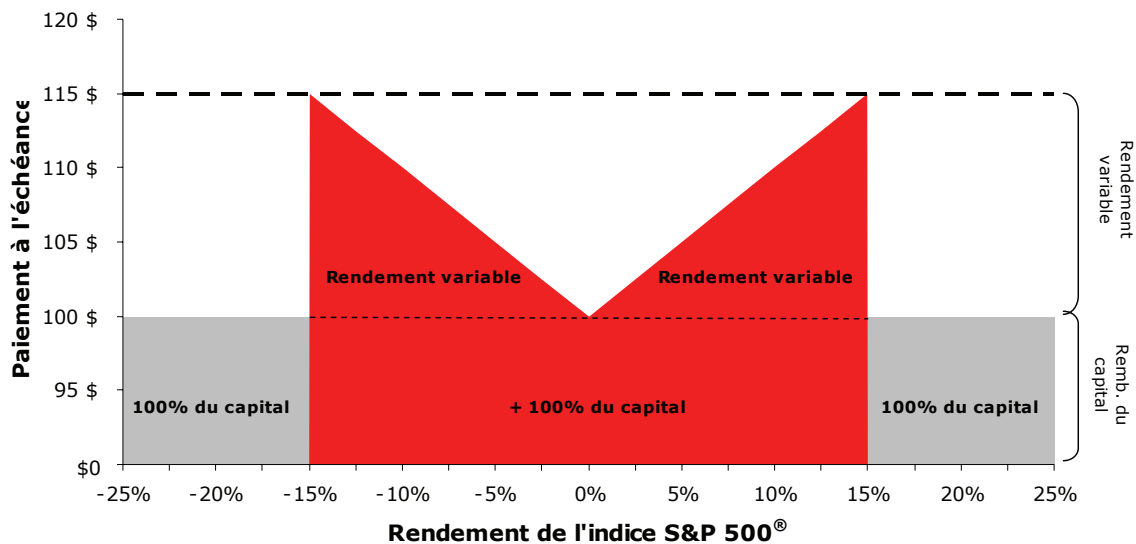 120 $
115 $
110 $
105 $
100 $
95 $
$0
Paiement à l'échéance
Rendement variable
Rendement variable
100% du capital
+ 100% du capital
100% du capital
Rendement
variable
Remb. du
capital
-25% -20% -15% -10% -5% 0% 5% 10% 15% 20% 25%
Rendement de l'indice S&P 500®